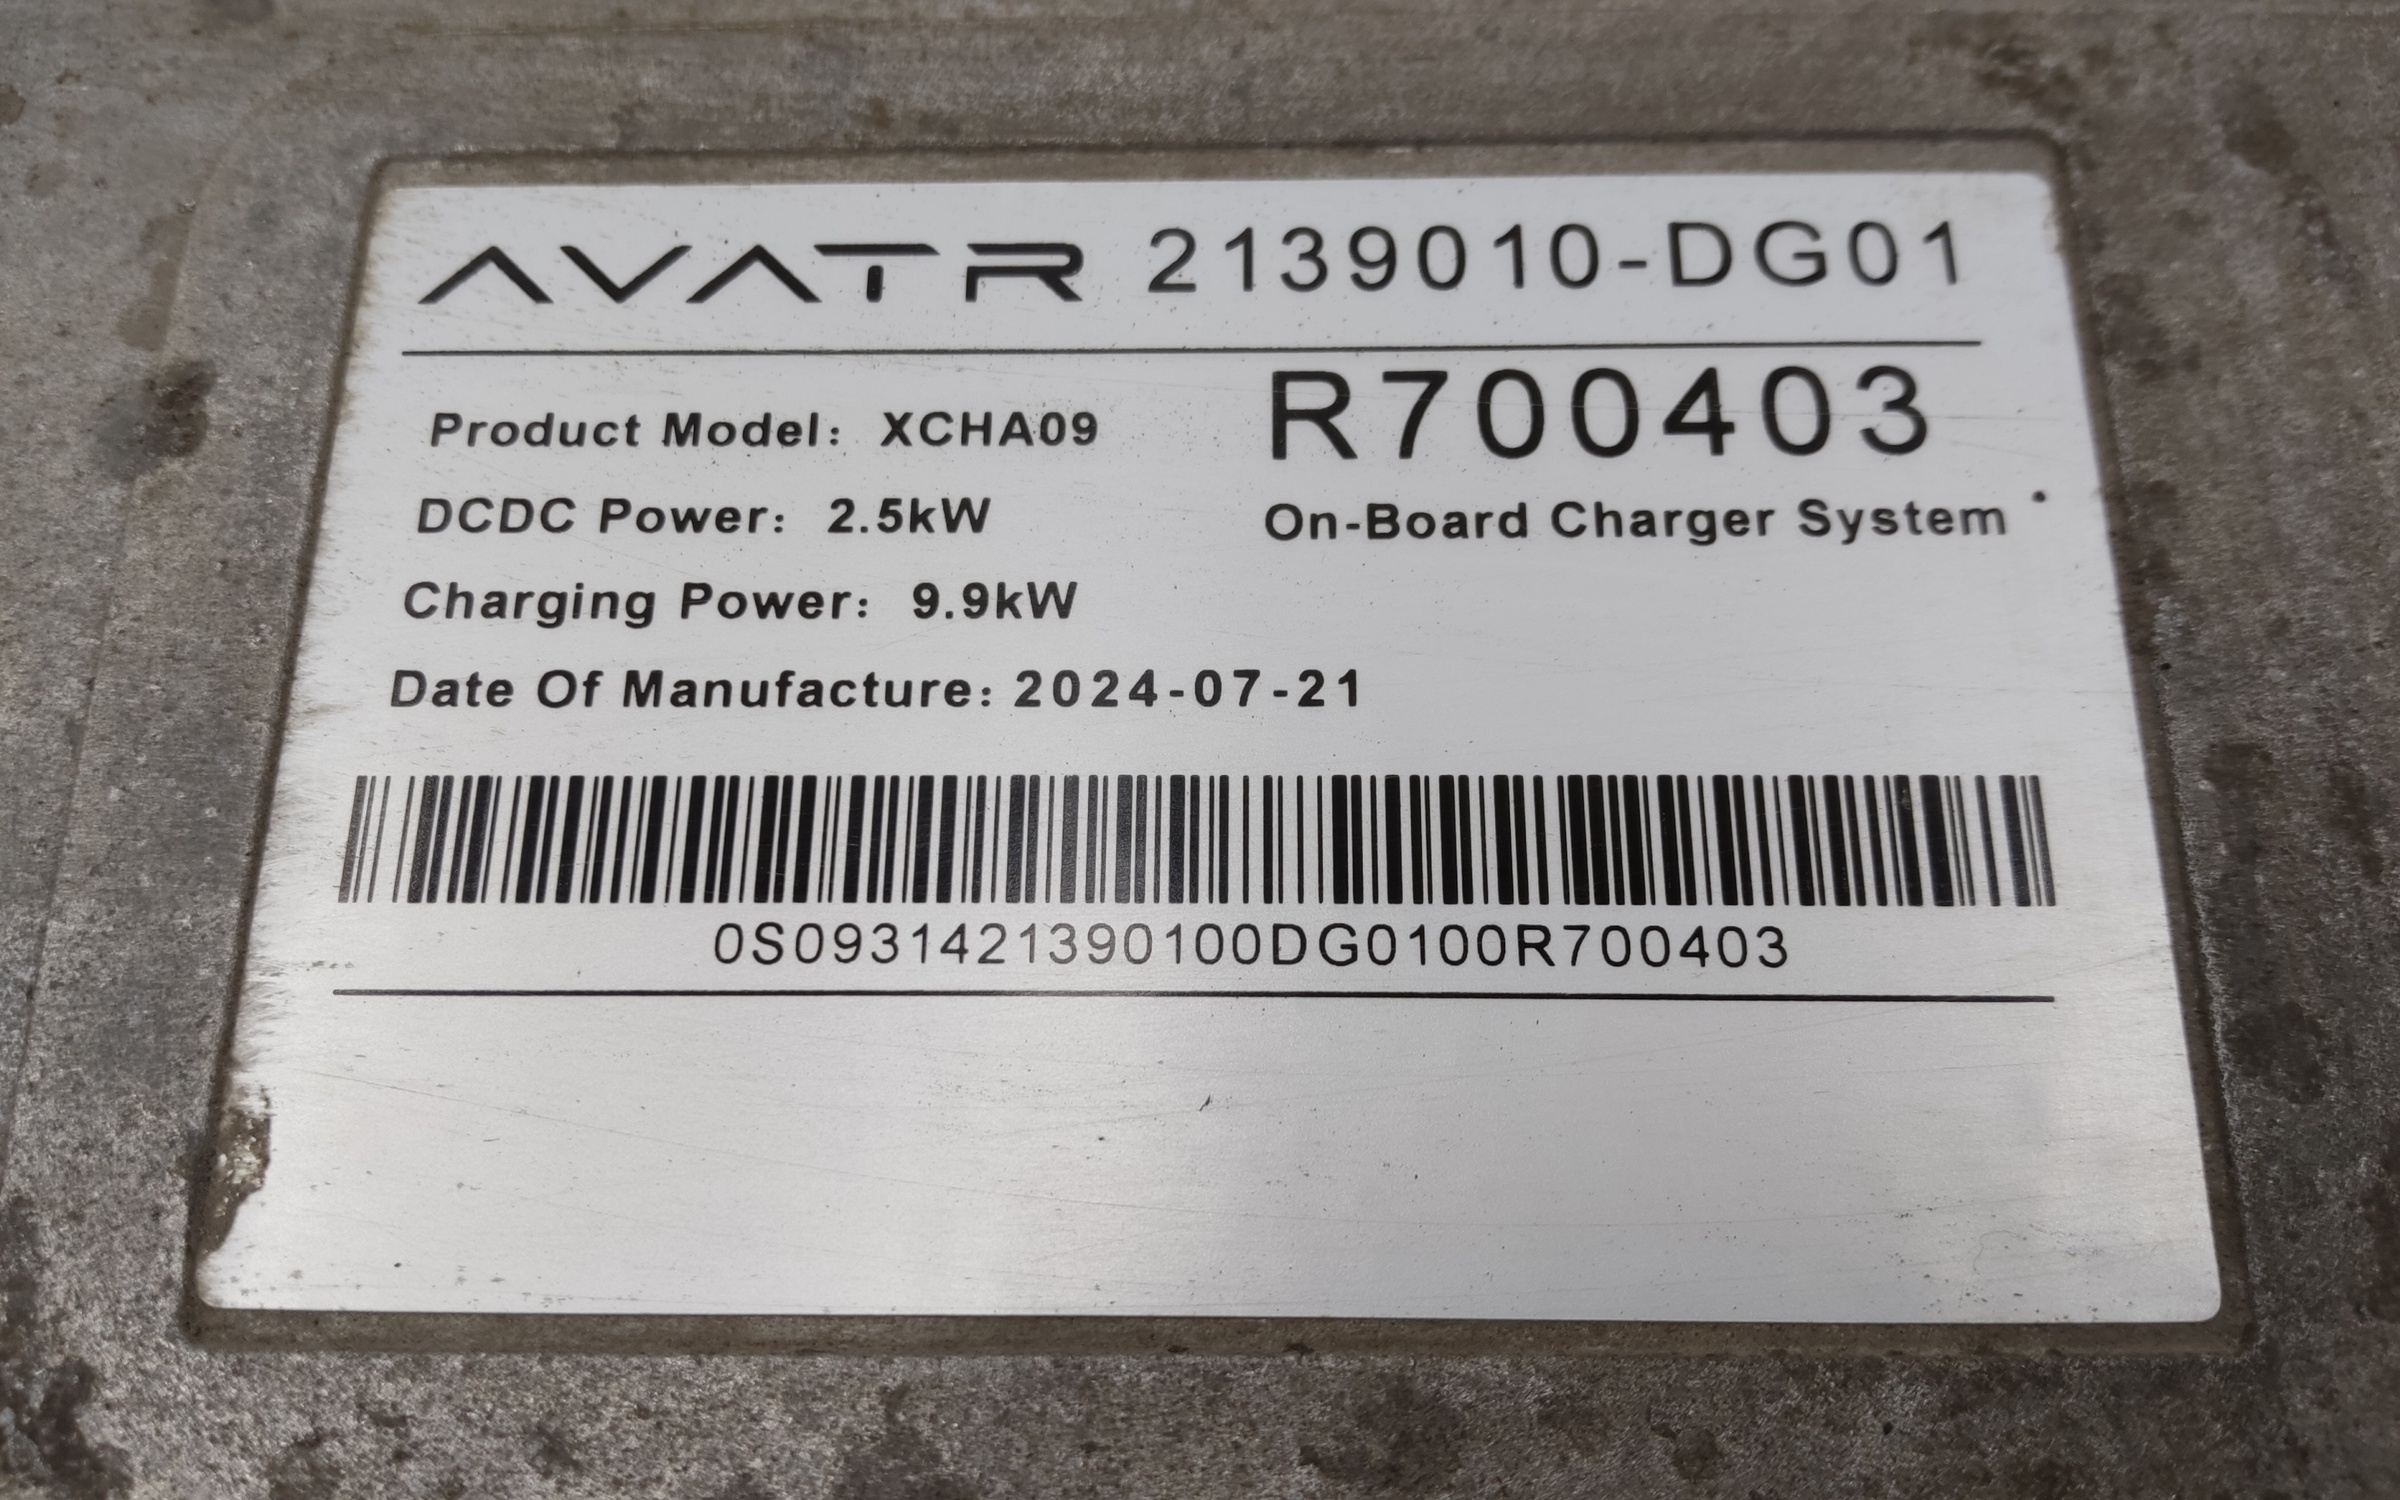 AVATR 2139010-DG01
Product Model: XCHA09
R700403
DCDC Power: 2.5kW
On-Board Charger System
Charging Power: 9.9kW
Date Of Manufacture: 2024-07-21
0S0931421390100DG0100R700403